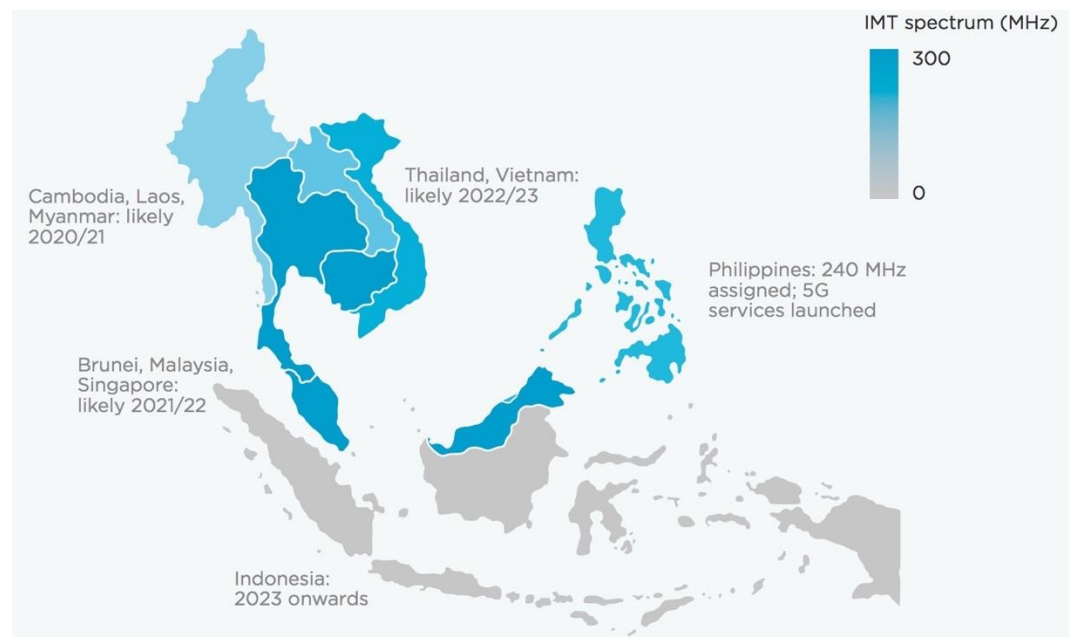 IMT spectrum (MHz)
300
0
Thailand, Vietnam:
likely 2022/23
Cambodia, Laos,
Myanmar: likely
2020/21
Philippines: 240 MHz
assigned; 5G
services launched
Brunei, Malaysia,
Singapore:
likely 2021/22
Indonesia:
2023 onwards